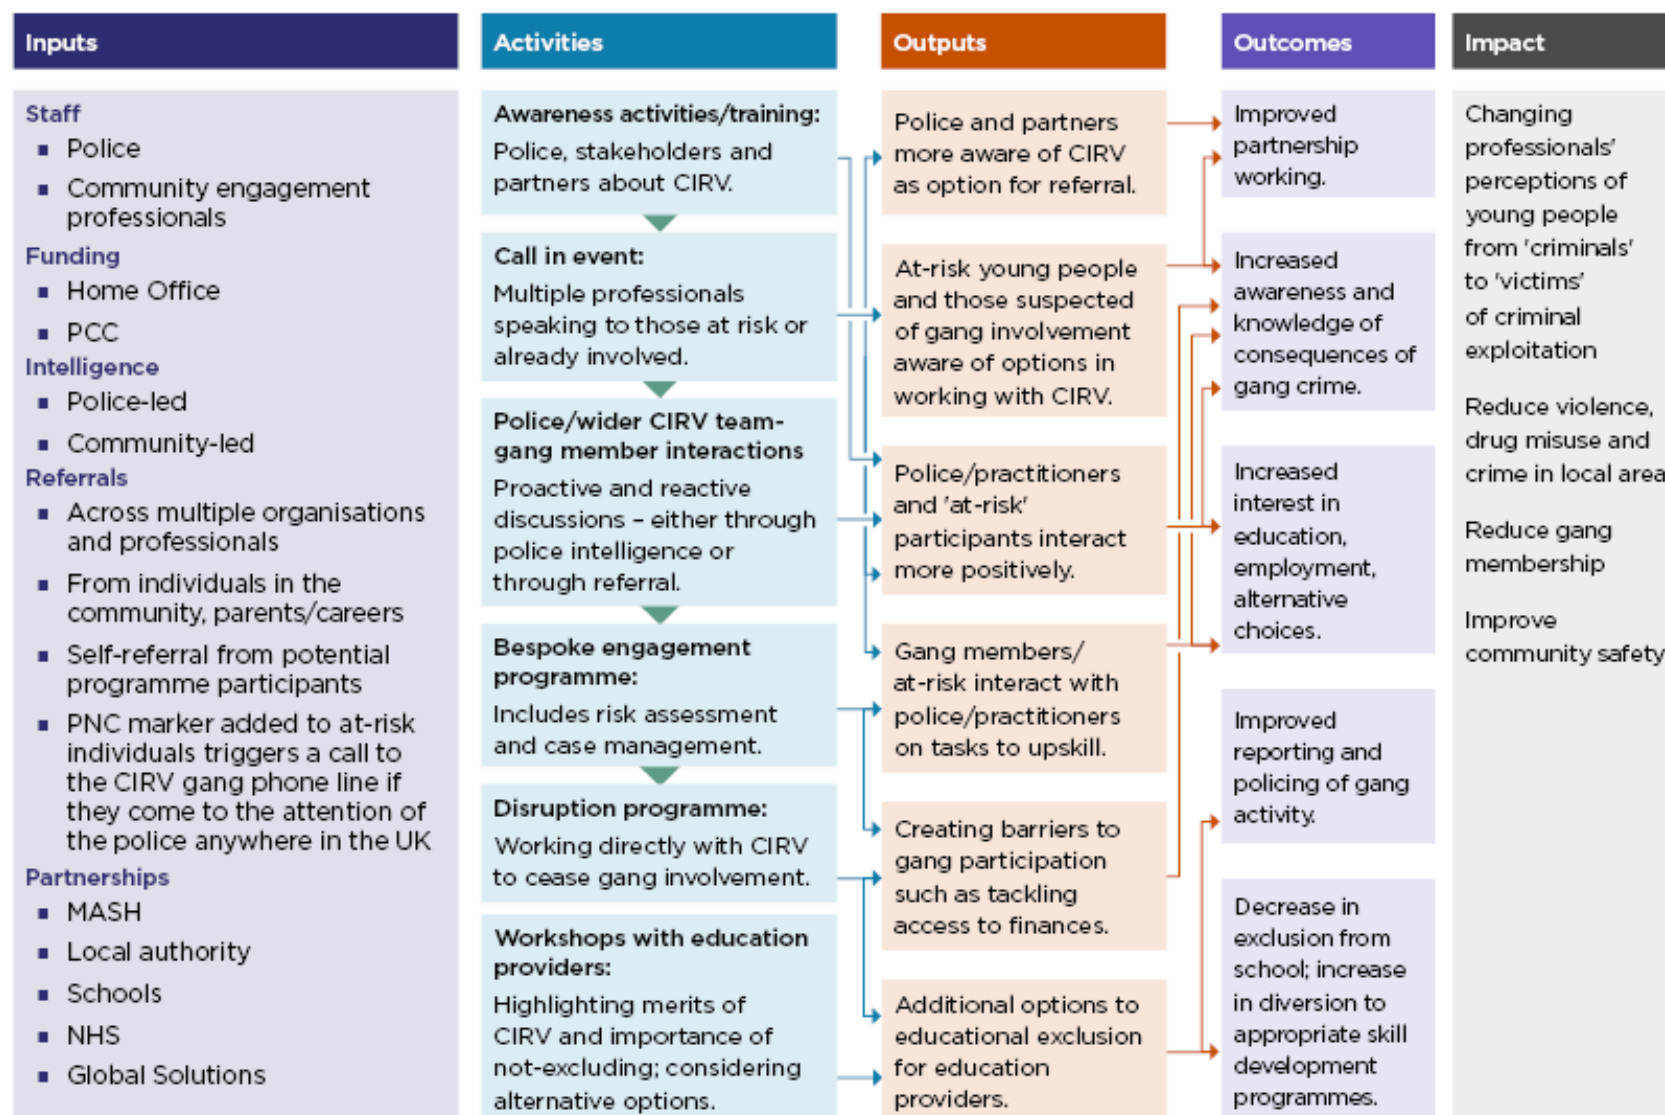 Inputs
Staff
Police
Community engagement
professionals
Funding
Home Office
PCC
Intelligence
Police-led
Community-led
Referrals
Across multiple organisations
and professionals
From individuals in the
community, parents/careers
Self-referral from potential
programme participants
PNC marker added to at-risk
individuals triggers a call to
the CIRV gang phone line if
they come to the attention of
the police anywhere in the UK
Partnerships
MASH
Local authority
Schools
NHS
Global Solutions
Activities
Awareness activities/training:
Police, stakeholders and
partners about CIRV.
Call in event:
Multiple professionals
speaking to those at risk or
already involved.
Police/wider CIRV team-
gang member interactions
Proactive and reactive
discussions – either through
police intelligence or
through referral.
Bespoke engagement
programme:
Includes risk assessment
and case management.
Disruption programme:
Working directly with CIRV
to cease gang involvement.
Workshops with education
providers:
Highlighting merits of
CIRV and importance of
not-excluding; considering
alternative options.
Outputs
Police and partners
more aware of CIRV
as option for referral.
At-risk young people
and those suspected
of gang involvement
aware of options in
working with CIRV.
Police/practitioners
and 'at-risk'
participants interact
more positively.
Gang members/
at-risk interact with
police/practitioners
on tasks to upskill.
Creating barriers to
gang participation
such as tackling
access to finances.
Additional options to
educational exclusion
for education
providers.
Outcomes
Improved
partnership
working.
Increased
awareness and
knowledge of
consequences of
gang crime.
Increased
interest in
education,
employment,
alternative
choices.
Improved
reporting and
policing of gang
activity.
Decrease in
exclusion from
school; increase
in diversion to
appropriate skill
development
programmes.
Impact
Changing
professionals'
perceptions of
young people
from 'criminals'
to 'victims'
of criminal
exploitation
Reduce violence,
drug misuse and
crime in local area
Reduce gang
membership
Improve
community safety